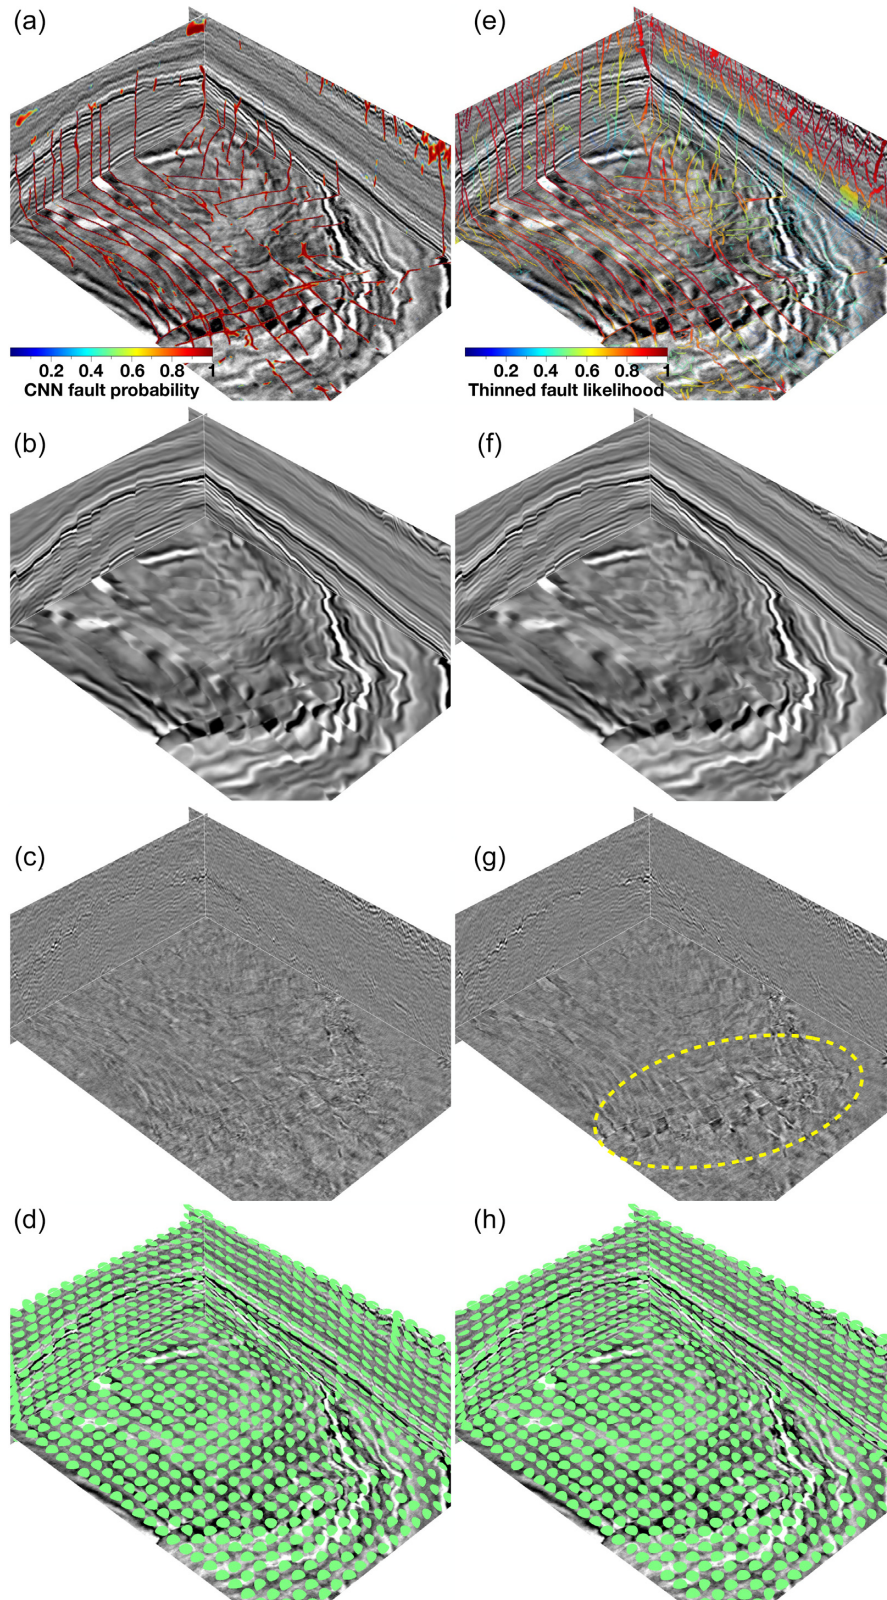 (a)
(e)
0.2 0.4 0.6 0.8 1
CNN fault probability
0.2 0.4 0.6 0.8 1
Thinned fault likelihood
(b)
(f)
(c)
(g)
(d)
(h)